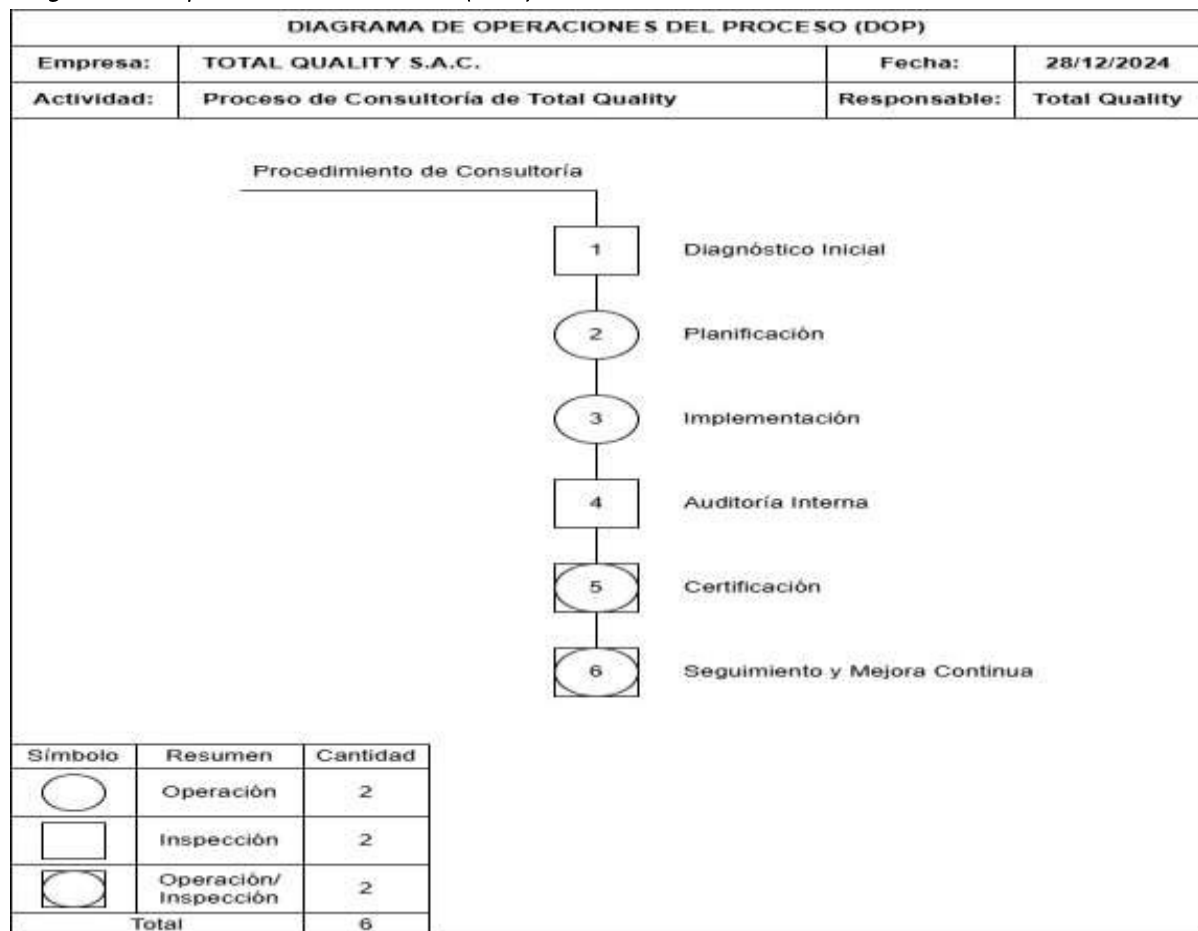 DIAGRAMA DE OPERACIONES DEL PROCESO (DOP)
Empresa: TOTAL QUALITY S.A.C. Fecha: 28/12/2024
Actividad: Proceso de Consultoría de Total Quality Responsable: Total Quality
Procedimiento de Consultoría
1 Diagnóstico Inicial
2 Planificación
3 Implementación
4 Auditoría Interna
5 Certificación
6 Seguimiento y Mejora Continua
Símbolo Resumen Cantidad
Operación 2
Inspección 2
Operación/
Inspección 2
Total 6